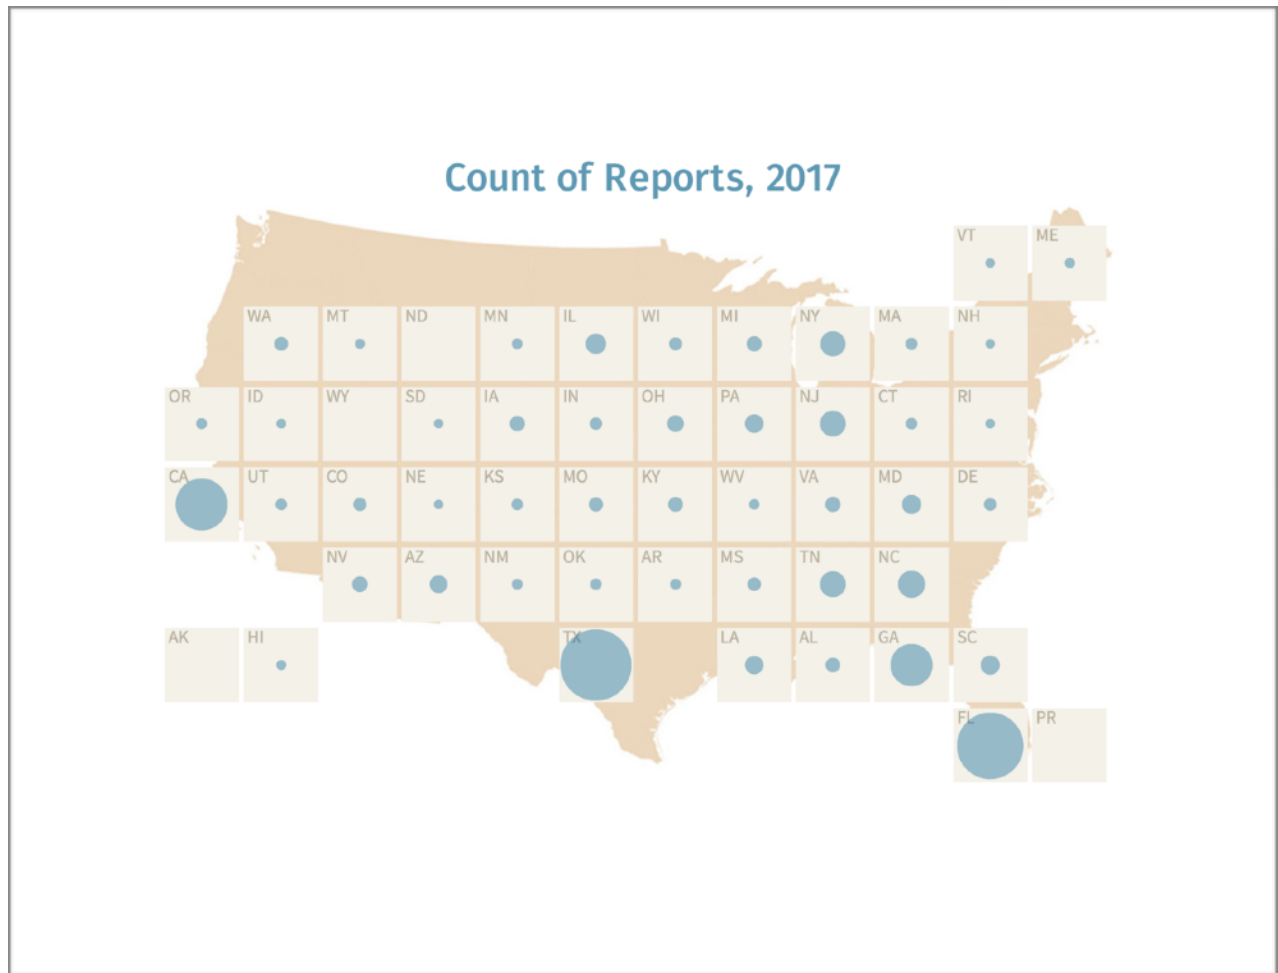 Count of Reports, 2017
VT ME
WA MT ND MN IL WI MI NY MA NH
OR ID WY SD IA IN OH PA NJ CT RI
CA UT CO NE KS MO KY WV VA MD DE
NV AZ NM OK AR MS TN NC
AK HI TX LA AL GA SC
FL PR